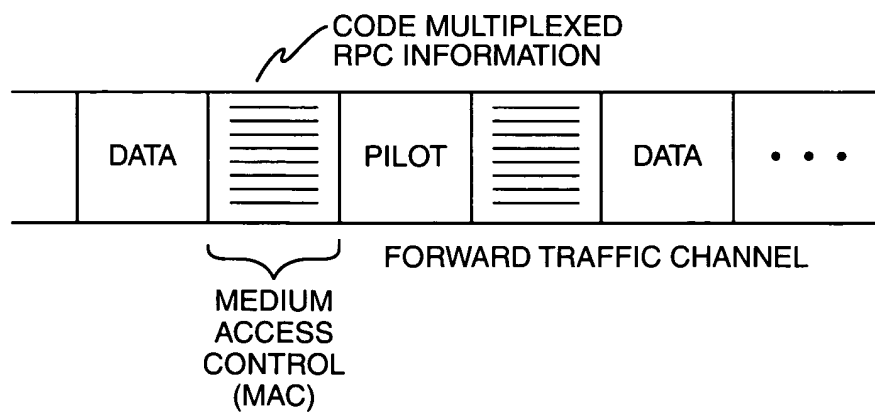 CODE MULTIPLEXED
RPC INFORMATION
DATA
PILOT
DATA
• • •
FORWARD TRAFFIC CHANNEL
MEDIUM
ACCESS
CONTROL
(MAC)